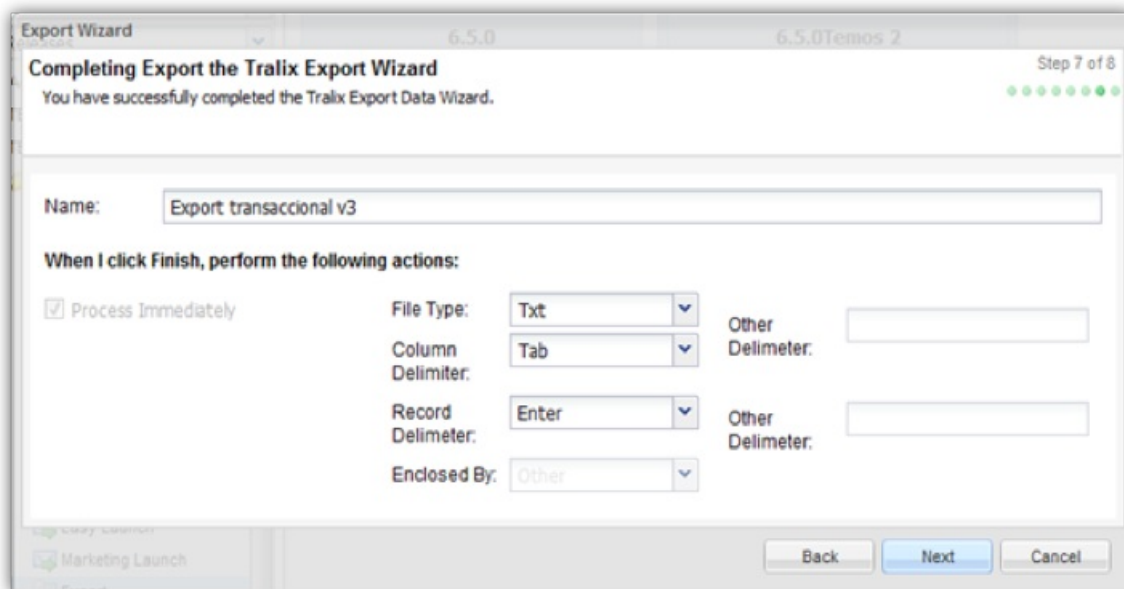 Export Wizard
Releases
6.5.0
6.5.0Temos 2
Completing Export the Tralix Export Wizard
Step 7 of 8
You have successfully completed the Tralix Export Data Wizard.
Name:
Export transaccional v3
When I click Finish, perform the following actions:
Process Immediately
File Type:
Txt
Other
Delimeter:
Column
Delimiter:
Tab
Record
Delimeter:
Enter
Other
Delimeter:
Enclosed By:
Other
Easy Launch
Marketing Launch
Back
Next
Cancel